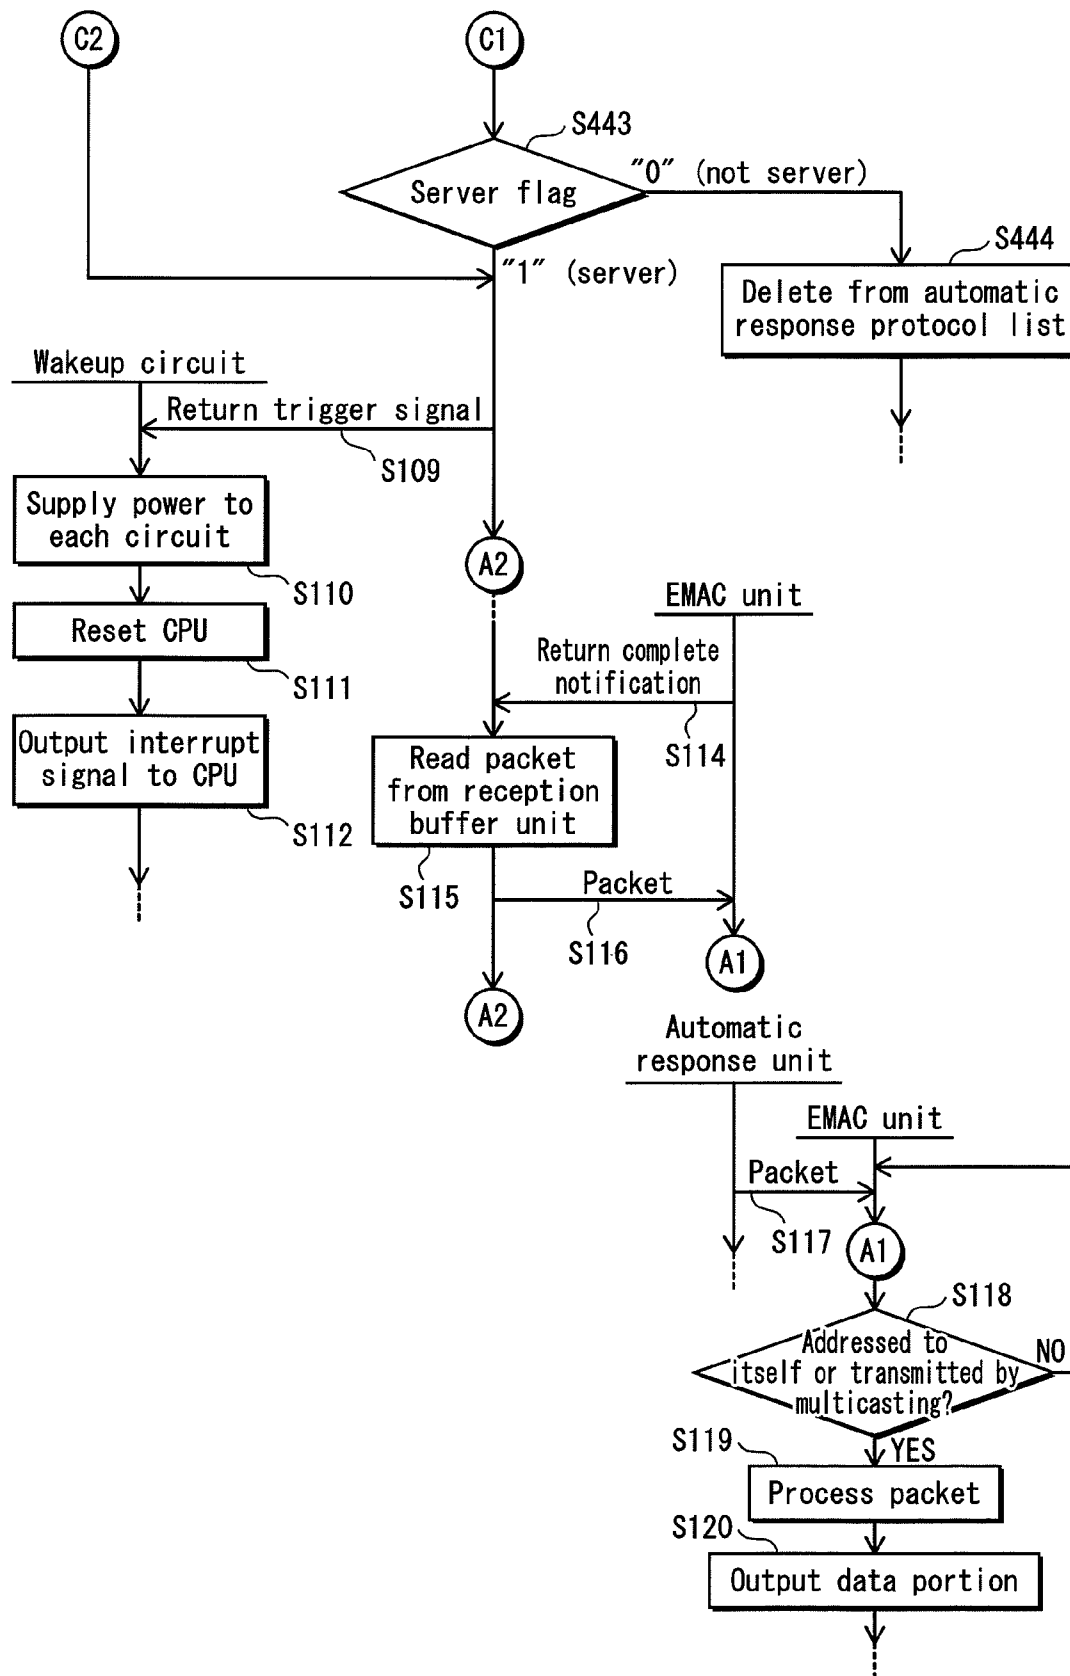 C2
C1
S443
Server flag
"0" (not server)
"1" (server)
S444
Delete from automatic
response protocol list
Wakeup circuit
Return trigger signal
S109
Supply power to
each circuit
S110
Reset CPU
S111
Output interrupt
signal to CPU
S112
A2
EMAC unit
Return complete
notification
S114
Read packet
from reception
buffer unit
S115
Packet
S116
A1
A2
Automatic
response unit
EMAC unit
Packet
S117
A1
S118
Addressed to
itself or transmitted by
multicasting?
NO
YES
S119
Process packet
S120
Output data portion